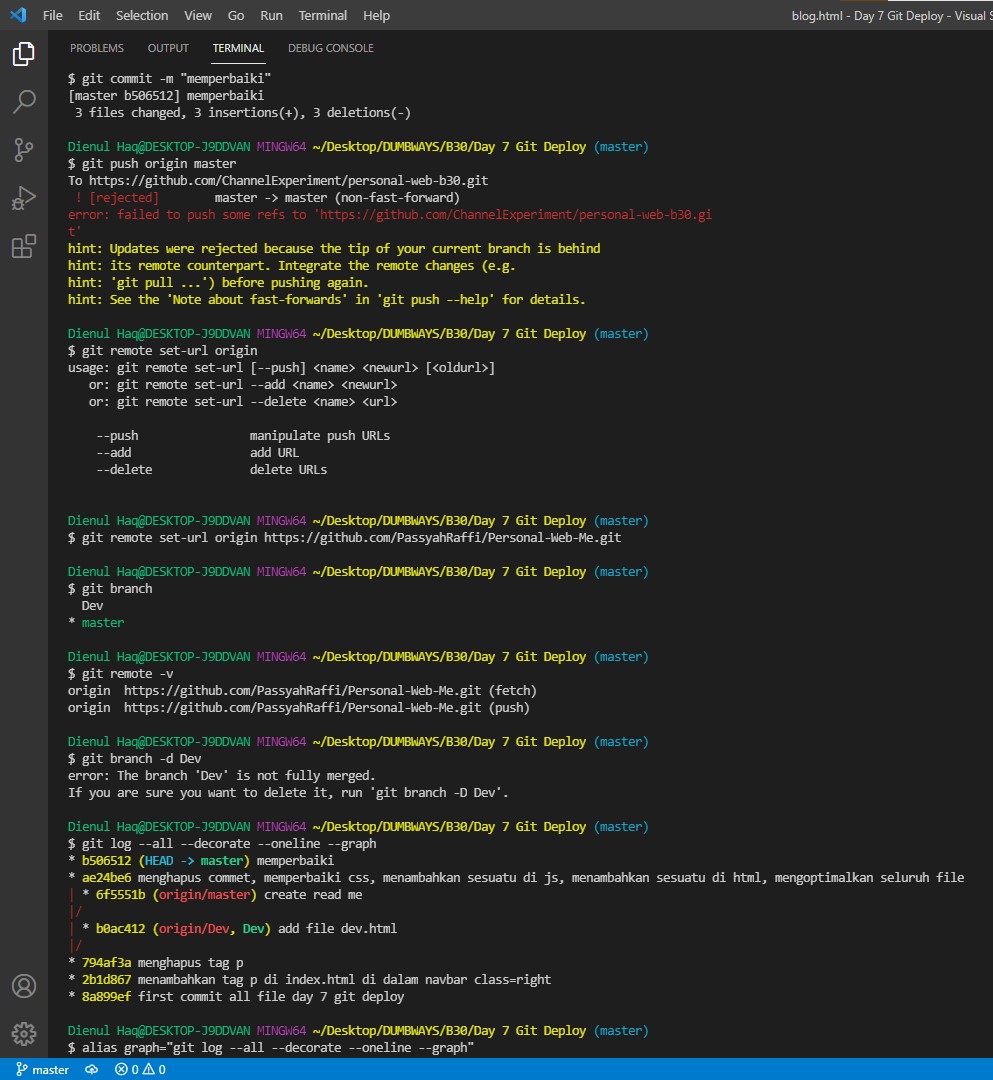 File Edit Selection View Go Run Terminal Help
blog.html - Day 7 Git Deploy - Visual S
PROBLEMS OUTPUT TERMINAL DEBUG CONSOLE
$ git commit -m "memperbaiki"
[master b506512] memperbaiki
 3 files changed, 3 insertions(+), 3 deletions(-)
Dienul Haq@DESKTOP-J9DDVAN MINGW64 ~/Desktop/DUMBWAYS/B30/Day 7 Git Deploy (master)
$ git push origin master
To https://github.com/ChannelExperiment/personal-web-b30.git
 ! [rejected]        master -> master (non-fast-forward)
error: failed to push some refs to 'https://github.com/ChannelExperiment/personal-web-b30.gi
t'
hint: Updates were rejected because the tip of your current branch is behind
hint: its remote counterpart. Integrate the remote changes (e.g.
hint: 'git pull ...') before pushing again.
hint: See the 'Note about fast-forwards' in 'git push --help' for details.
Dienul Haq@DESKTOP-J9DDVAN MINGW64 ~/Desktop/DUMBWAYS/B30/Day 7 Git Deploy (master)
$ git remote set-url origin
usage: git remote set-url [--push] <name> <newurl> [<oldurl>]
   or: git remote set-url --add <name> <newurl>
   or: git remote set-url --delete <name> <url>
    --push                manipulate push URLs
    --add                 add URL
    --delete              delete URLs
Dienul Haq@DESKTOP-J9DDVAN MINGW64 ~/Desktop/DUMBWAYS/B30/Day 7 Git Deploy (master)
$ git remote set-url origin https://github.com/PassyahRaffi/Personal-Web-Me.git
Dienul Haq@DESKTOP-J9DDVAN MINGW64 ~/Desktop/DUMBWAYS/B30/Day 7 Git Deploy (master)
$ git branch
  Dev
* master
Dienul Haq@DESKTOP-J9DDVAN MINGW64 ~/Desktop/DUMBWAYS/B30/Day 7 Git Deploy (master)
$ git remote -v
origin  https://github.com/PassyahRaffi/Personal-Web-Me.git (fetch)
origin  https://github.com/PassyahRaffi/Personal-Web-Me.git (push)
Dienul Haq@DESKTOP-J9DDVAN MINGW64 ~/Desktop/DUMBWAYS/B30/Day 7 Git Deploy (master)
$ git branch -d Dev
error: The branch 'Dev' is not fully merged.
If you are sure you want to delete it, run 'git branch -D Dev'.
Dienul Haq@DESKTOP-J9DDVAN MINGW64 ~/Desktop/DUMBWAYS/B30/Day 7 Git Deploy (master)
$ git log --all --decorate --oneline --graph
* b506512 (HEAD -> master) memperbaiki
* ae24be6 menghapus commet, memperbaiki css, menambahkan sesuatu di js, menambahkan sesuatu di html, mengoptimalkan seluruh file
| * 6f5551b (origin/master) create read me
|/
| * b0ac412 (origin/Dev, Dev) add file dev.html
|/
* 794af3a menghapus tag p
* 2b1d867 menambahkan tag p di index.html di dalam navbar class=right
* 8a899ef first commit all file day 7 git deploy
Dienul Haq@DESKTOP-J9DDVAN MINGW64 ~/Desktop/DUMBWAYS/B30/Day 7 Git Deploy (master)
$ alias graph="git log --all --decorate --oneline --graph"
master 0 0